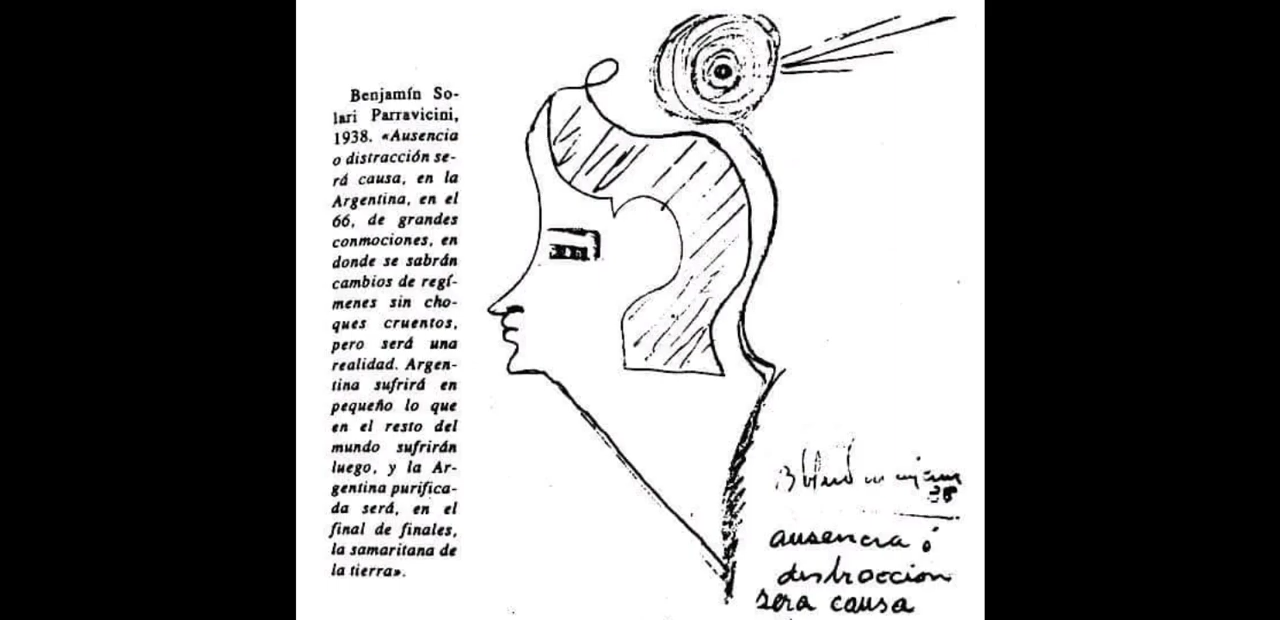 Benjamín So-
lari Parravicini,
1938. «Ausencia
o distracción se-
rá causa, en la
Argentina, en el
66, de grandes
conmociones, en
donde se sabrán
cambios de regí-
menes sin cho-
ques cruentos,
pero será una
realidad. Argen-
tina sufrirá en
pequeño lo que
en el resto del
mundo sufrirán
luego, y la Ar-
gentina purifica-
da será, en el
final de finales,
la samaritana de
la tierra».
38
ausencia ó
distraccion
sera causa